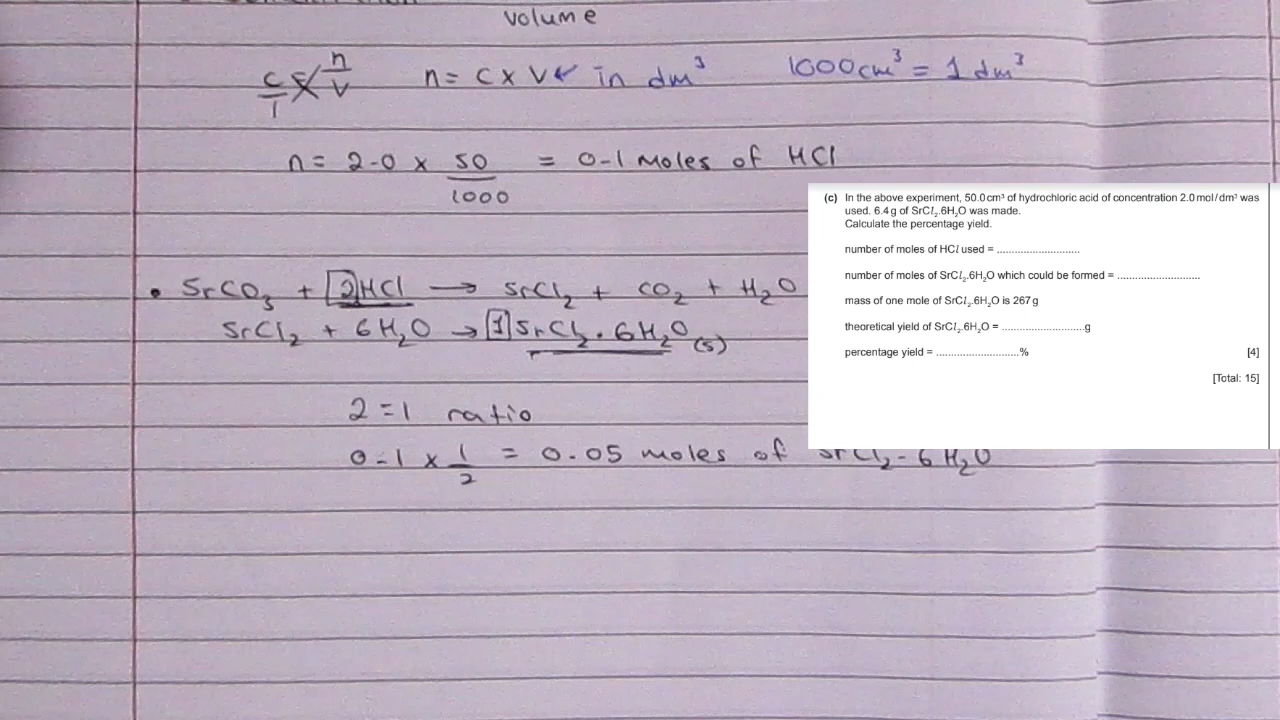 volume
c/1 = n/v n = c x v ← in dm³ 1000cm³ = 1 dm³
n = 2.0 x 50/1000 = 0.1 moles of HCl
• SrCO₃ + 2HCl → SrCl₂ + CO₂ + H₂O
SrCl₂ + 6H₂O → 1SrCl₂.6H₂O(s)
2=1 ratio
0.1 x 1/2 = 0.05 moles of SrCl₂.6H₂O
(c) In the above experiment, 50.0 cm³ of hydrochloric acid of concentration 2.0 mol/dm³ was
used. 6.4 g of SrCl₂.6H₂O was made.
Calculate the percentage yield.
number of moles of HCl used = ............................
number of moles of SrCl₂.6H₂O which could be formed = ............................
mass of one mole of SrCl₂.6H₂O is 267 g
theoretical yield of SrCl₂.6H₂O = ............................g
percentage yield = ............................% [4]
[Total: 15]